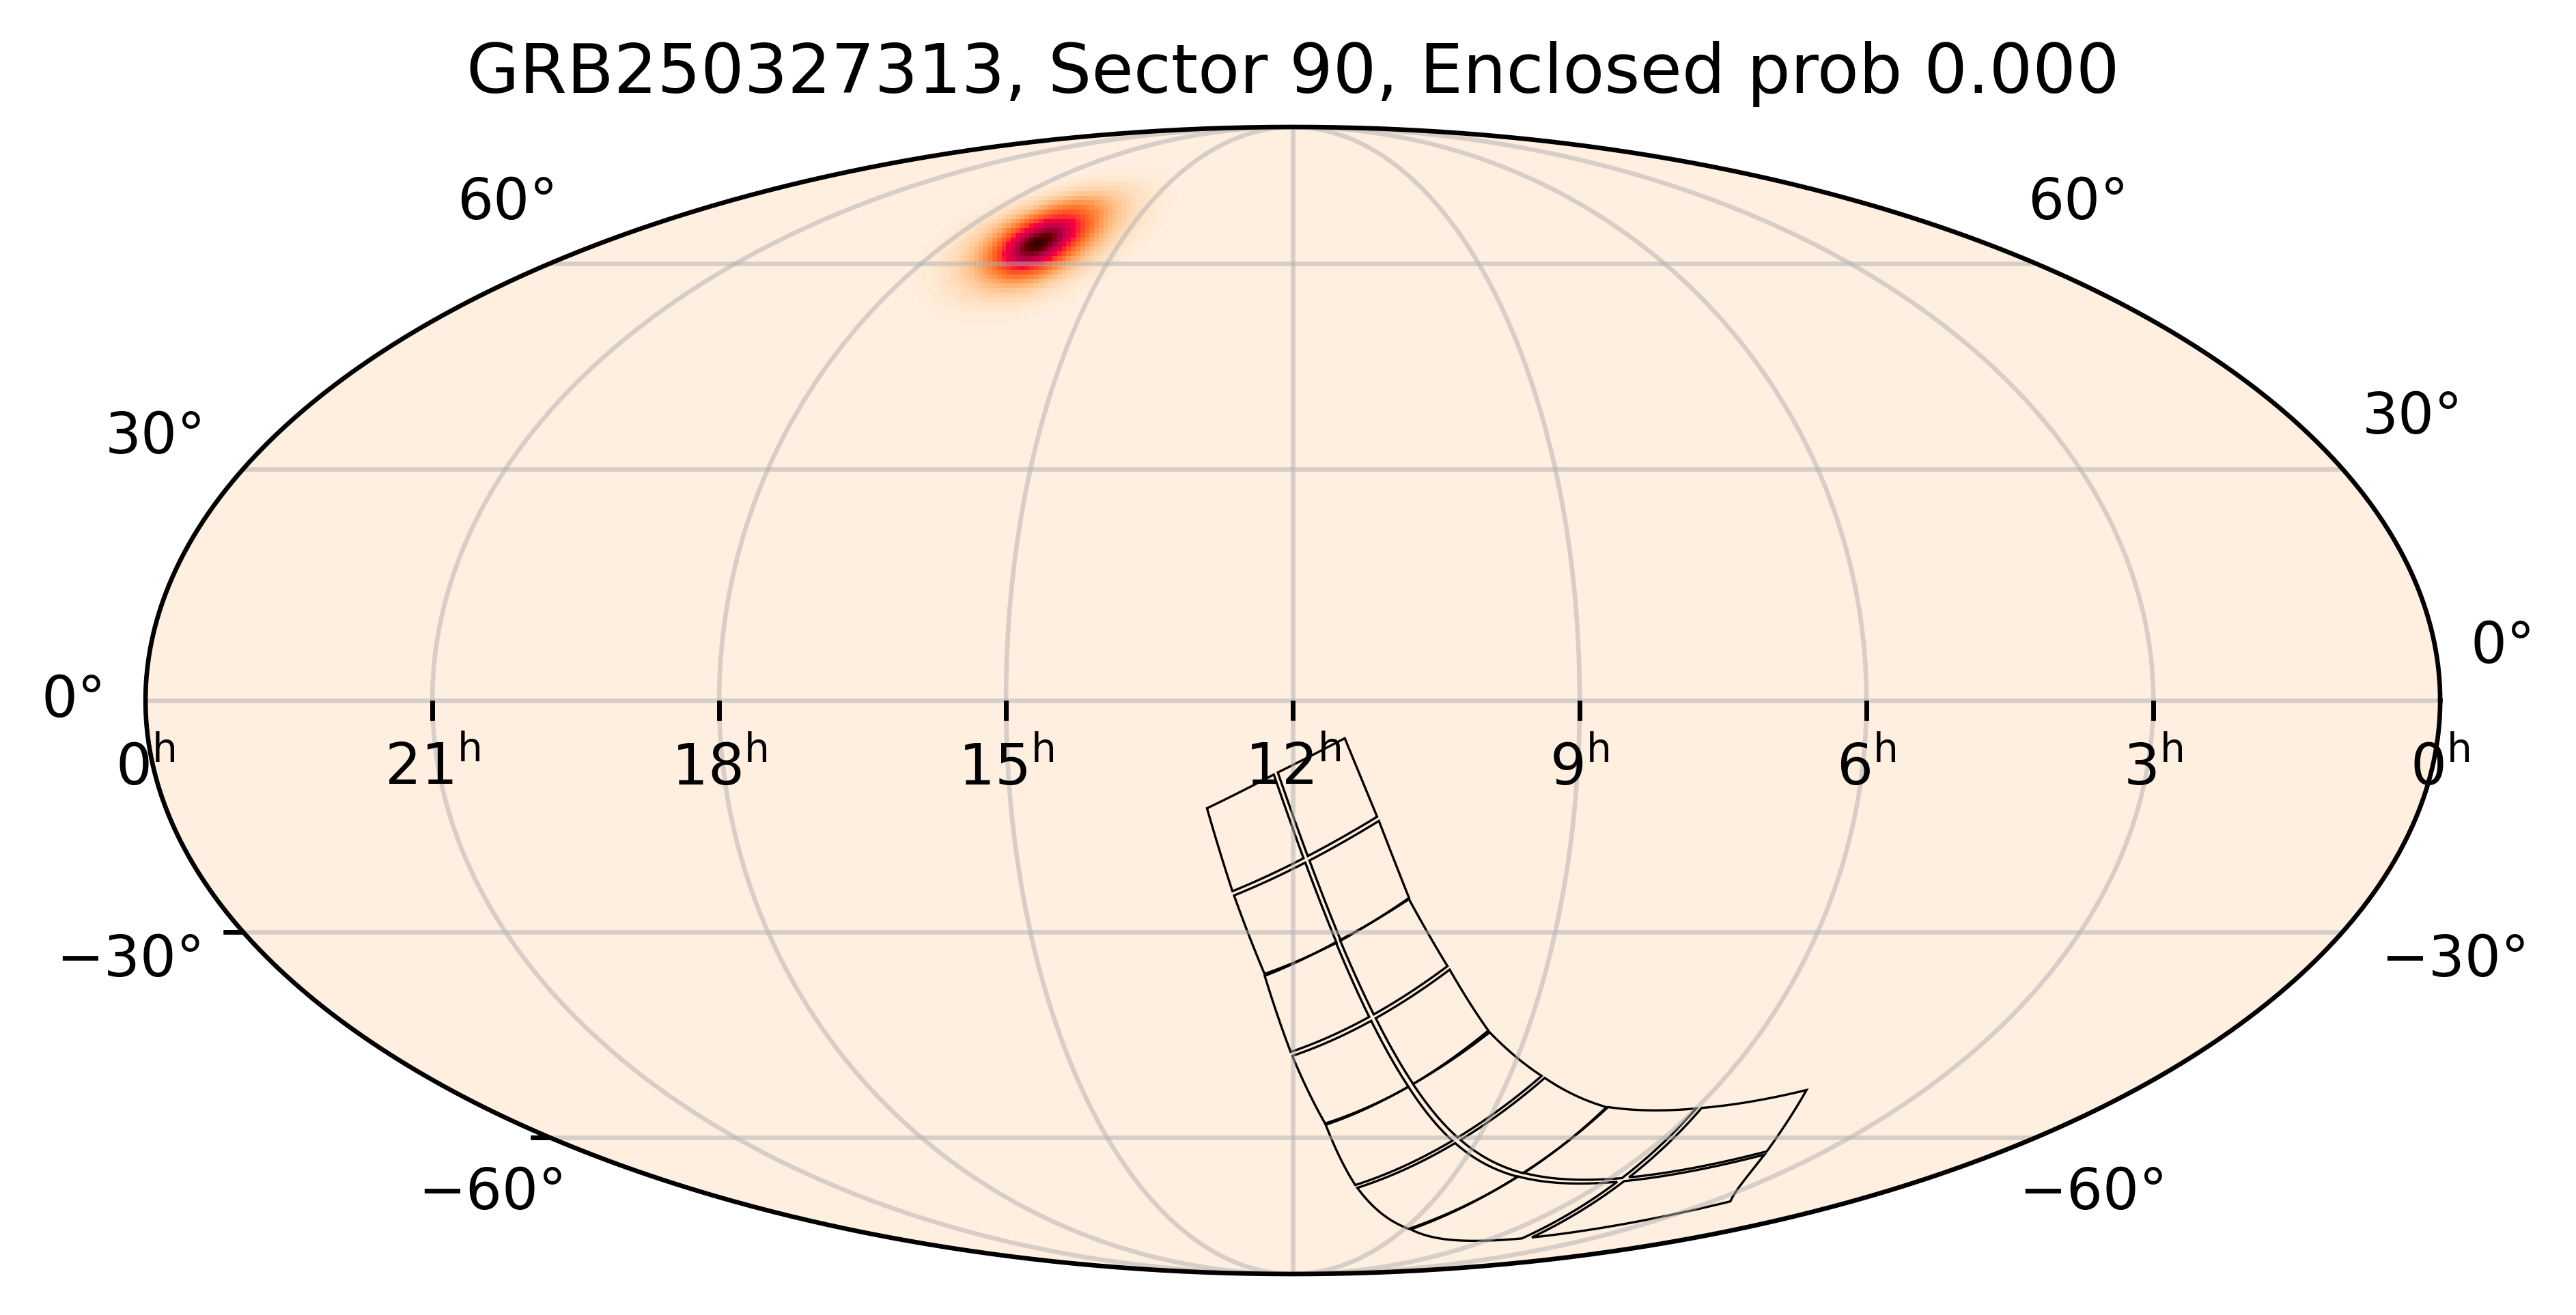 GRB250327313, Sector 90, Enclosed prob 0.000
60° 60°
30° 30°
0° 0°
0h 21h 18h 15h 12h 9h 6h 3h 0h
−30° −30°
−60° −60°